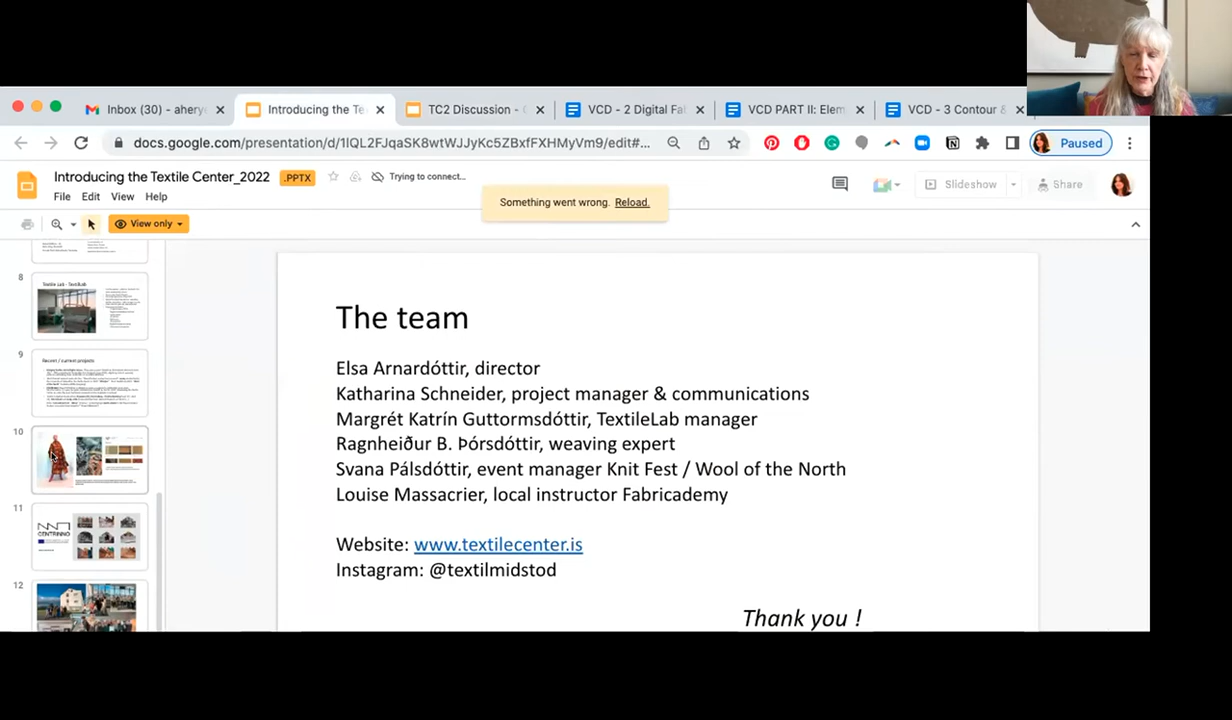 Inbox (30) - ahery
Introducing the Te
TC2 Discussion -
VCD - 2 Digital Fa
VCD PART II: Elem
VCD - 3 Contour &
docs.google.com/presentation/d/1lQL2FJqaSK8wtWJJyKc5ZBxfFXHMyVm9/edit#...
Paused
Introducing the Textile Center_2022
.PPTX
Trying to connect...
File Edit View Help
Something went wrong. Reload.
Slideshow
Share
View only
8
Textile Lab - TextílLab
9
Recent / current projects
10
11
CENTRINNO
12
The team
Elsa Arnardóttir, director
Katharina Schneider, project manager & communications
Margrét Katrín Guttormsdóttir, TextileLab manager
Ragnheiður B. Þórsdóttir, weaving expert
Svana Pálsdóttir, event manager Knit Fest / Wool of the North
Louise Massacrier, local instructor Fabricademy
Website: www.textilecenter.is
Instagram: @textilmidstod
Thank you !